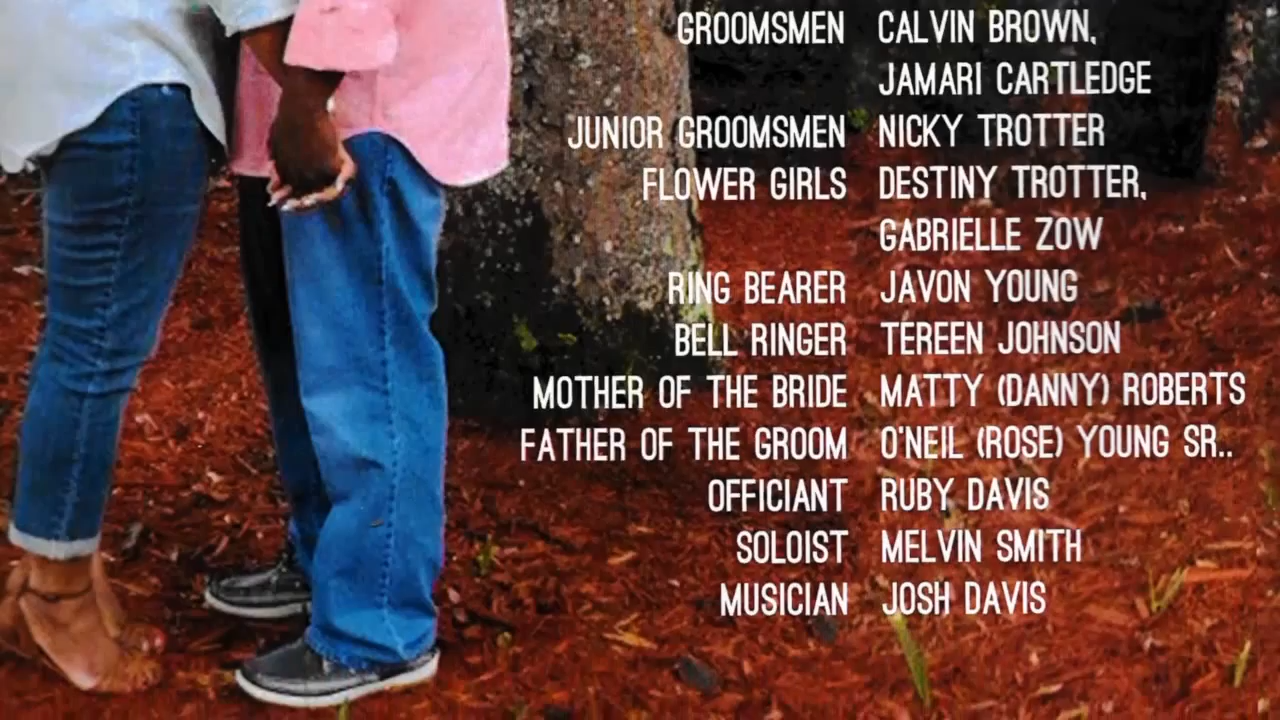 GROOMSMEN CALVIN BROWN,
JAMARI CARTLEDGE
JUNIOR GROOMSMEN NICKY TROTTER
FLOWER GIRLS DESTINY TROTTER,
GABRIELLE ZOW
RING BEARER JAVON YOUNG
BELL RINGER TEREEN JOHNSON
MOTHER OF THE BRIDE MATTY (DANNY) ROBERTS
FATHER OF THE GROOM O'NEIL (ROSE) YOUNG SR..
OFFICIANT RUBY DAVIS
SOLOIST MELVIN SMITH
MUSICIAN JOSH DAVIS